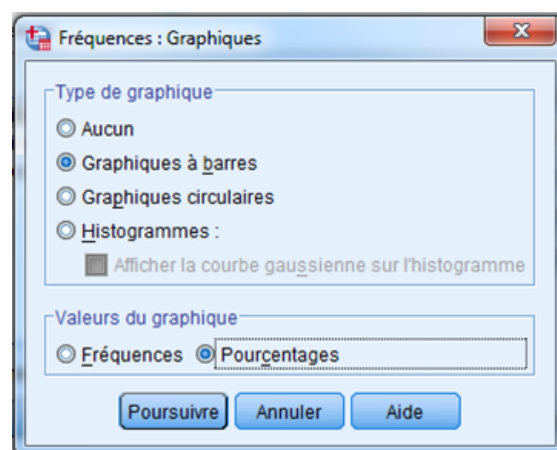 Fréquences : Graphiques
Type de graphique
Aucun
Graphiques à barres
Graphiques circulaires
Histogrammes :
Afficher la courbe gaussienne sur l'histogramme
Valeurs du graphique
Fréquences Pourcentages
Poursuivre Annuler Aide